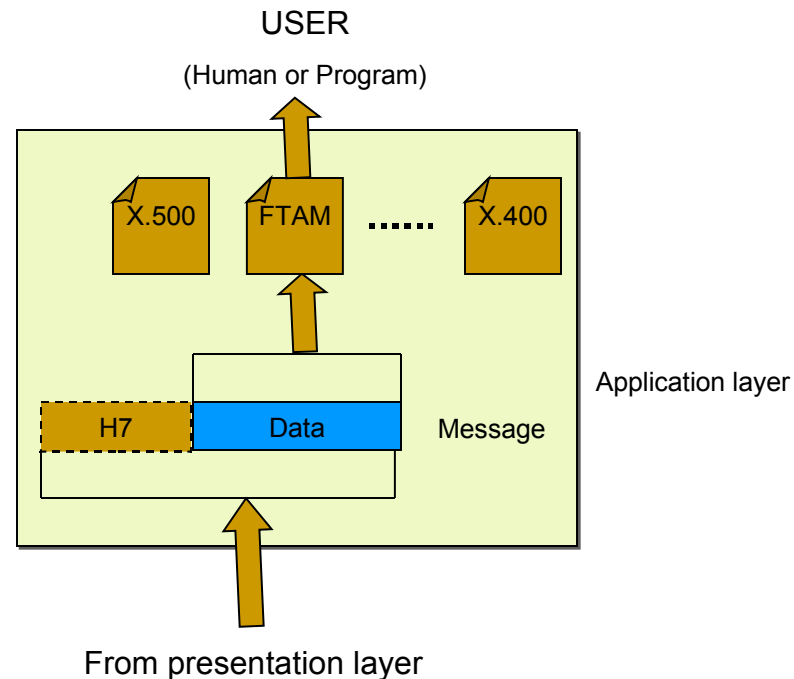 USER
(Human or Program)
X.500
FTAM
X.400
Application layer
H7
Data
Message
From presentation layer